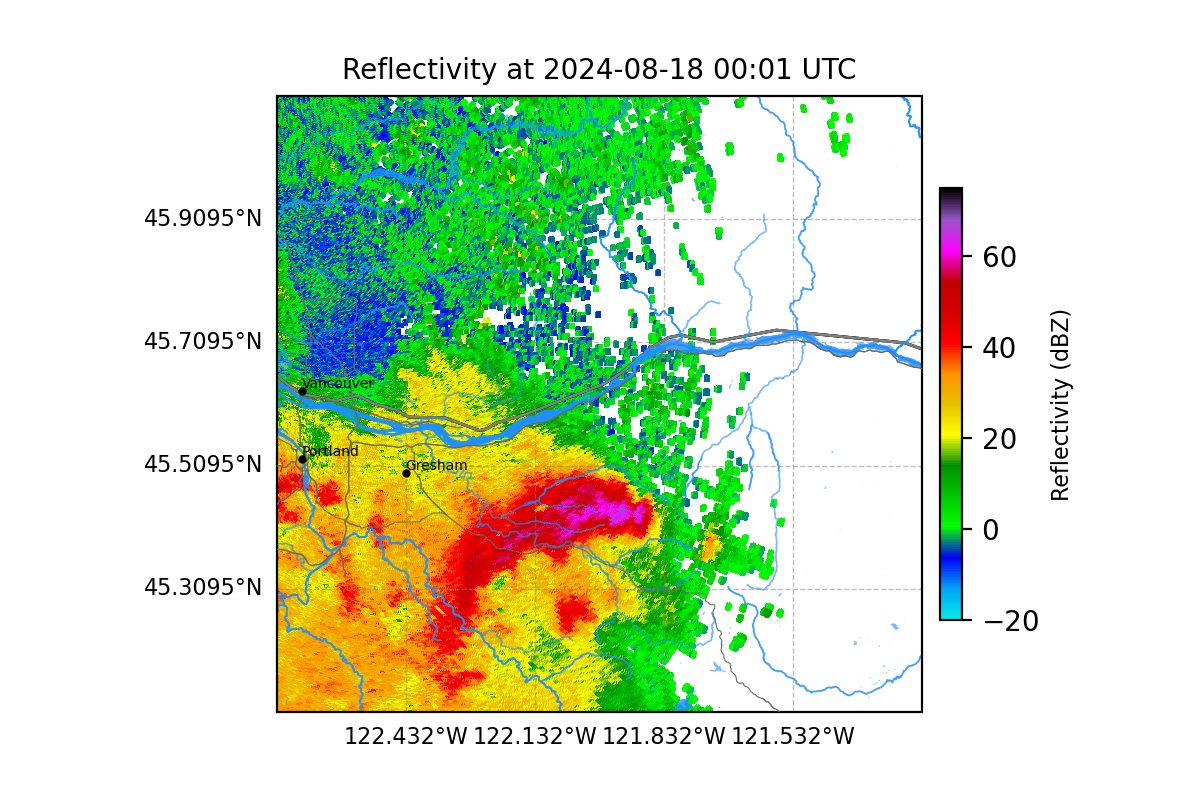 Reflectivity at 2024-08-18 00:01 UTC
45.9095°N
45.7095°N
45.5095°N
45.3095°N
Vancouver
Portland
Gresham
122.432°W 122.132°W 121.832°W 121.532°W
60
40
20
0
−20
Reflectivity (dBZ)